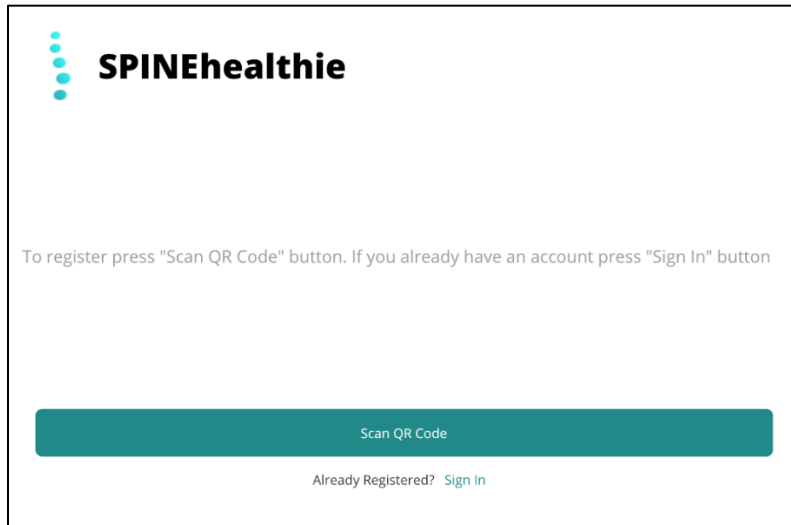 SPINEhealthie
To register press "Scan QR Code" button. If you already have an account press "Sign In" button
Scan QR Code
Already Registered? Sign In